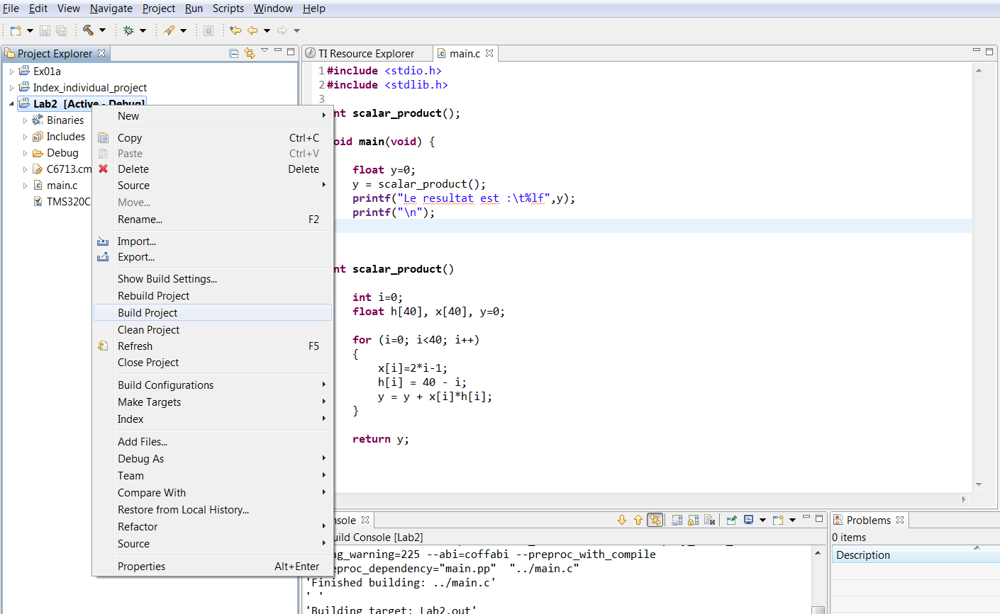 File Edit View Navigate Project Run Scripts Window Help
Project Explorer
Ex01a
Index_individual_project
Lab2 [Active - Debug]
Binaries
Includes
Debug
C6713.cm
main.c
TMS320C
New
Copy Ctrl+C
Paste Ctrl+V
Delete Delete
Source
Move...
Rename... F2
Import...
Export...
Show Build Settings...
Rebuild Project
Build Project
Clean Project
Refresh F5
Close Project
Build Configurations
Make Targets
Index
Add Files...
Debug As
Team
Compare With
Restore from Local History...
Refactor
Source
Properties Alt+Enter
TI Resource Explorer main.c
1 #include <stdio.h>
2 #include <stdlib.h>
3
nt scalar_product();
oid main(void) {
float y=0;
y = scalar_product();
printf("Le resultat est :\t%lf",y);
printf("\n");
nt scalar_product()
int i=0;
float h[40], x[40], y=0;
for (i=0; i<40; i++)
{
x[i]=2*i-1;
h[i] = 40 - i;
y = y + x[i]*h[i];
}
return y;
nsole
uild Console [Lab2]
ag_warning=225 --abi=coffabi --preproc_with_compile
eproc_dependency="main.pp" "../main.c"
'Finished building: ../main.c'
' '
'Building target: Lab2.out'
Problems
0 items
Description